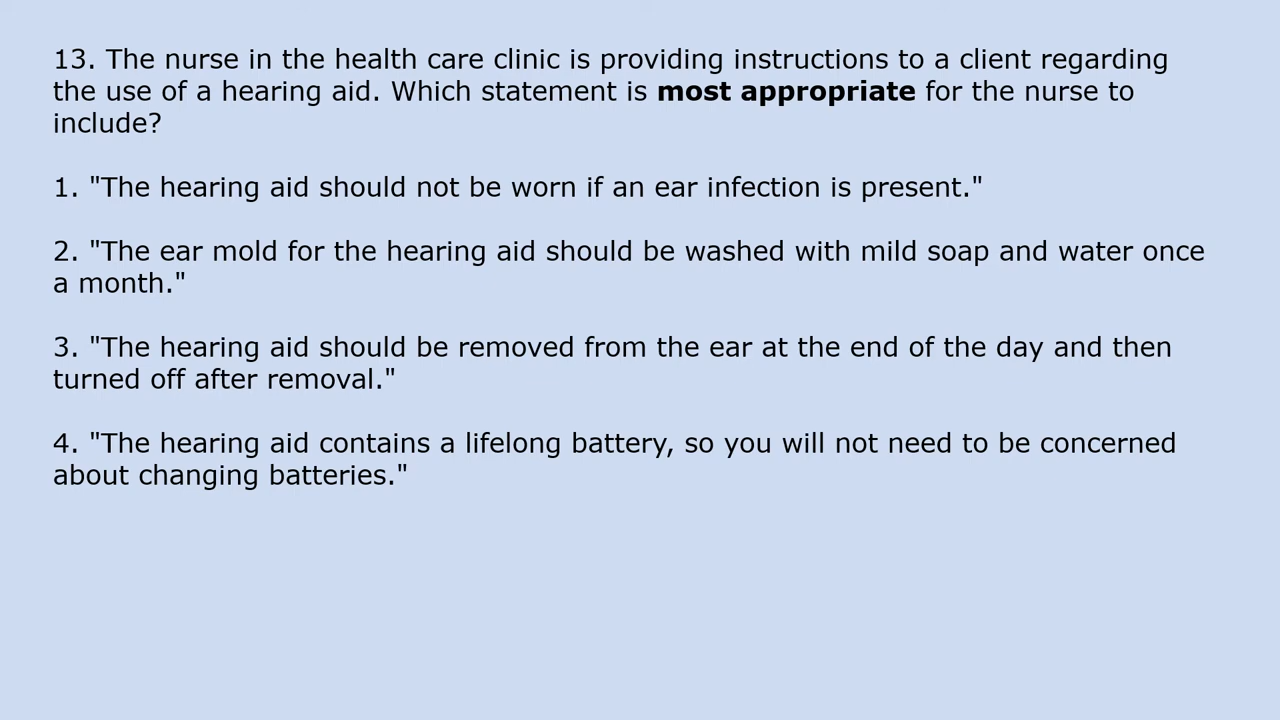 13. The nurse in the health care clinic is providing instructions to a client regarding
the use of a hearing aid. Which statement is most appropriate for the nurse to
include?
1. "The hearing aid should not be worn if an ear infection is present."
2. "The ear mold for the hearing aid should be washed with mild soap and water once
a month."
3. "The hearing aid should be removed from the ear at the end of the day and then
turned off after removal."
4. "The hearing aid contains a lifelong battery, so you will not need to be concerned
about changing batteries."